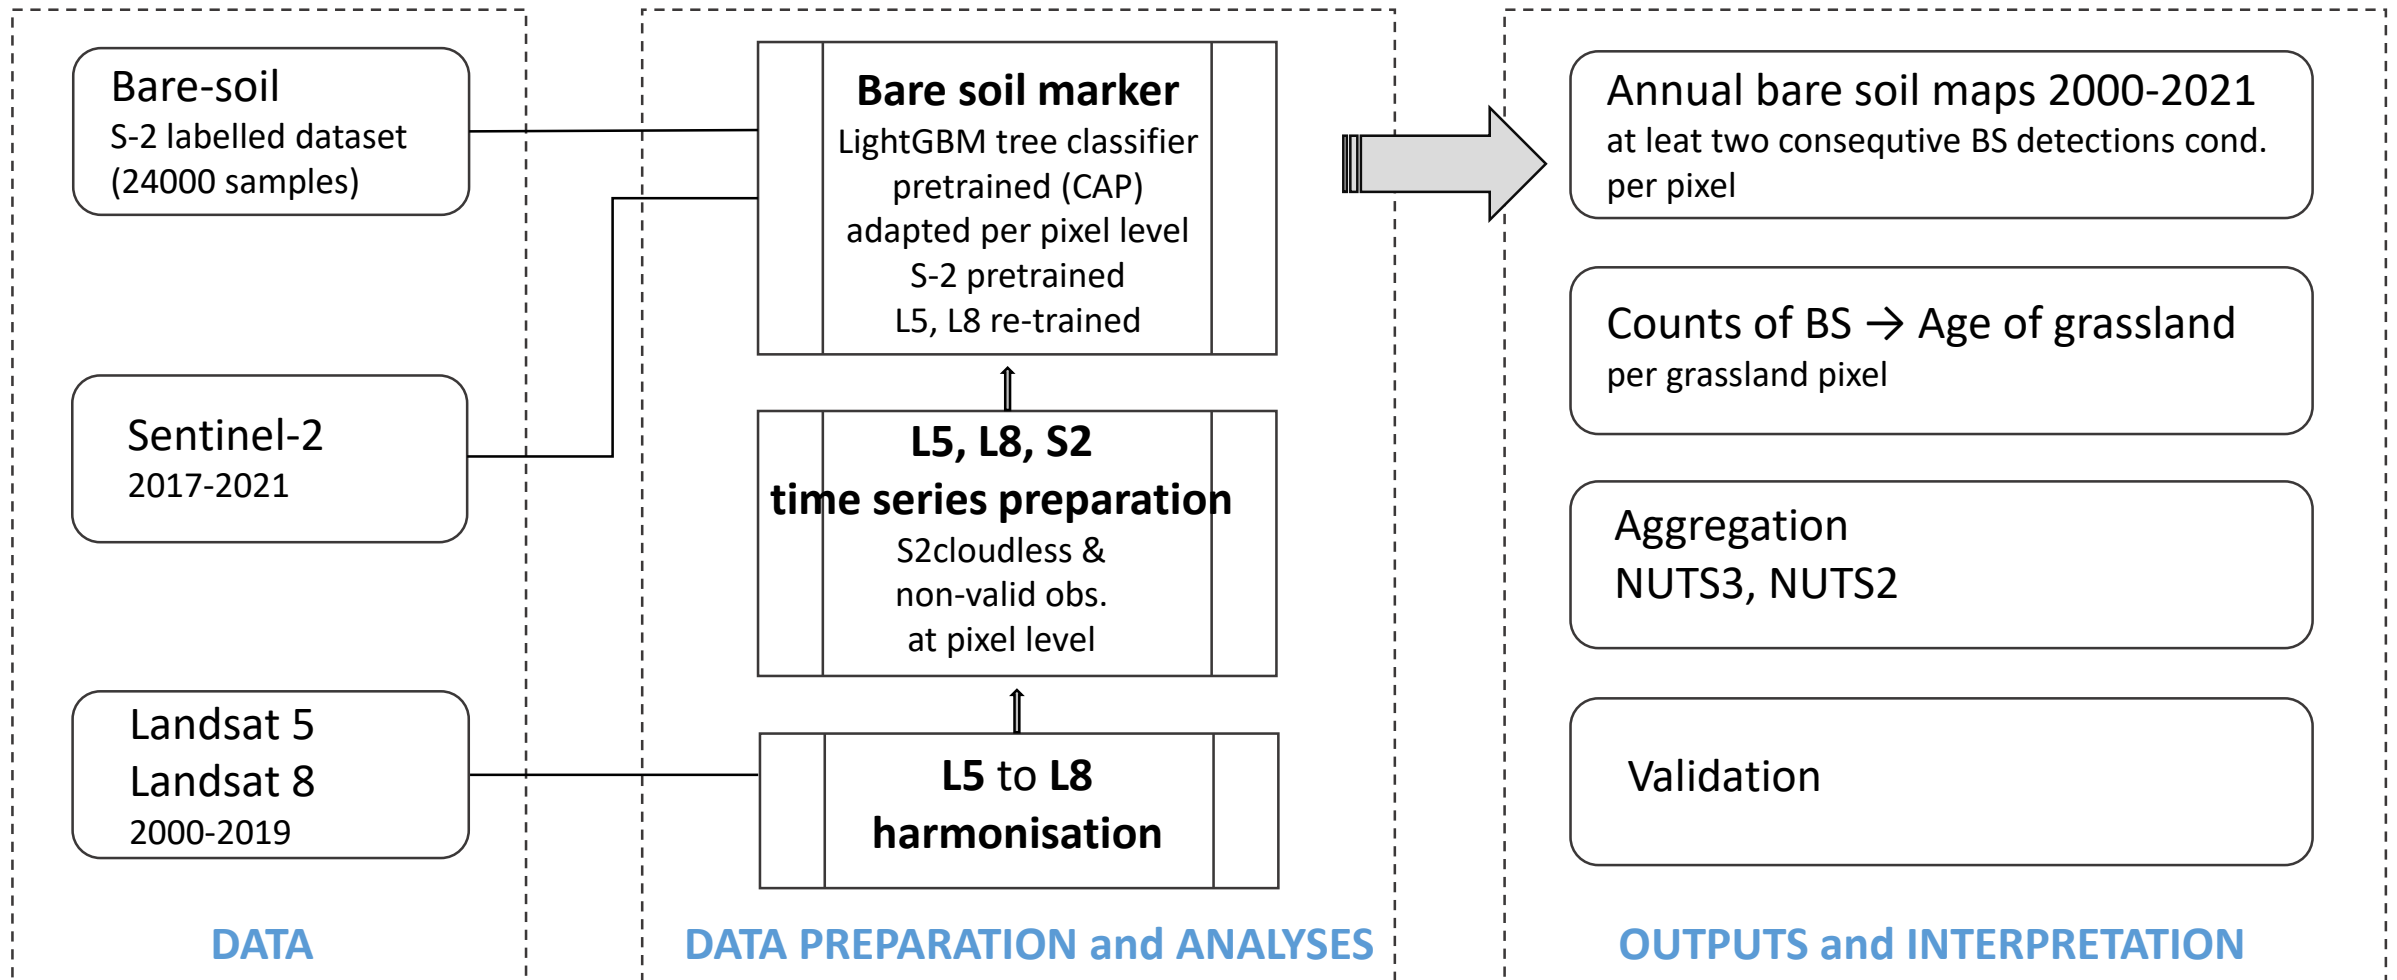 Bare-soil
S-2 labelled dataset
(24000 samples)
Sentinel-2
2017-2021
Landsat 5
Landsat 8
2000-2019
DATA
Bare soil marker
LightGBM tree classifier
pretrained (CAP)
adapted per pixel level
S-2 pretrained
L5, L8 re-trained
L5, L8, S2
time series preparation
S2cloudless &
non-valid obs.
at pixel level
L5 to L8
harmonisation
DATA PREPARATION and ANALYSES
Annual bare soil maps 2000-2021
at leat two consequtive BS detections cond.
per pixel
Counts of BS → Age of grassland
per grassland pixel
Aggregation
NUTS3, NUTS2
Validation
OUTPUTS and INTERPRETATION